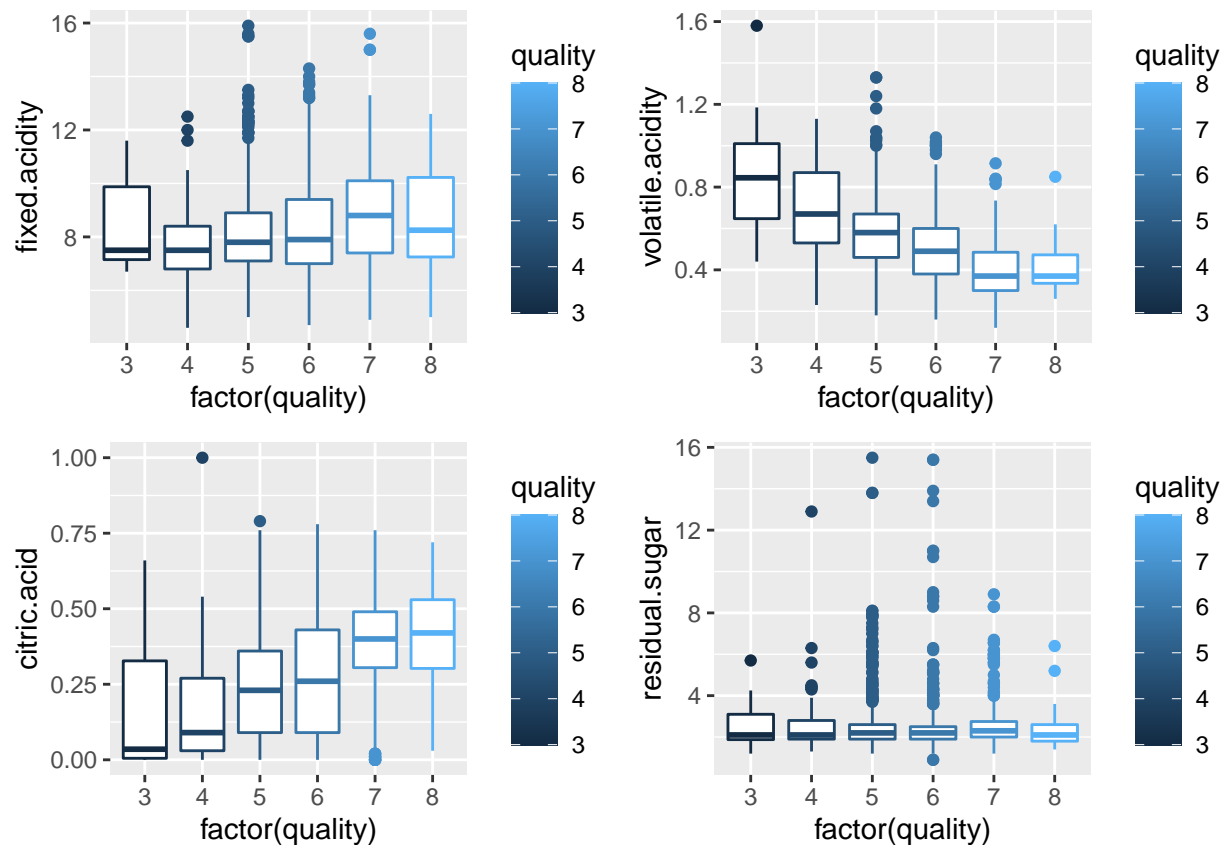 fixed.acidity
16
12
8
3 4 5 6 7 8
factor(quality)
quality
8
7
6
5
4
3
volatile.acidity
1.6
1.2
0.8
0.4
3 4 5 6 7 8
factor(quality)
quality
8
7
6
5
4
3
citric.acid
1.00
0.75
0.50
0.25
0.00
3 4 5 6 7 8
factor(quality)
quality
8
7
6
5
4
3
residual.sugar
16
12
8
4
3 4 5 6 7 8
factor(quality)
quality
8
7
6
5
4
3